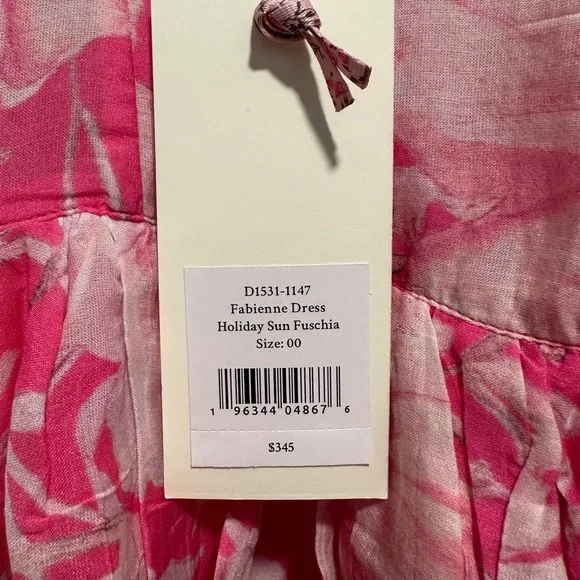 D1531-1147
Fabienne Dress
Holiday Sun Fuschia
Size: 00
1 96344 04867 6
$345